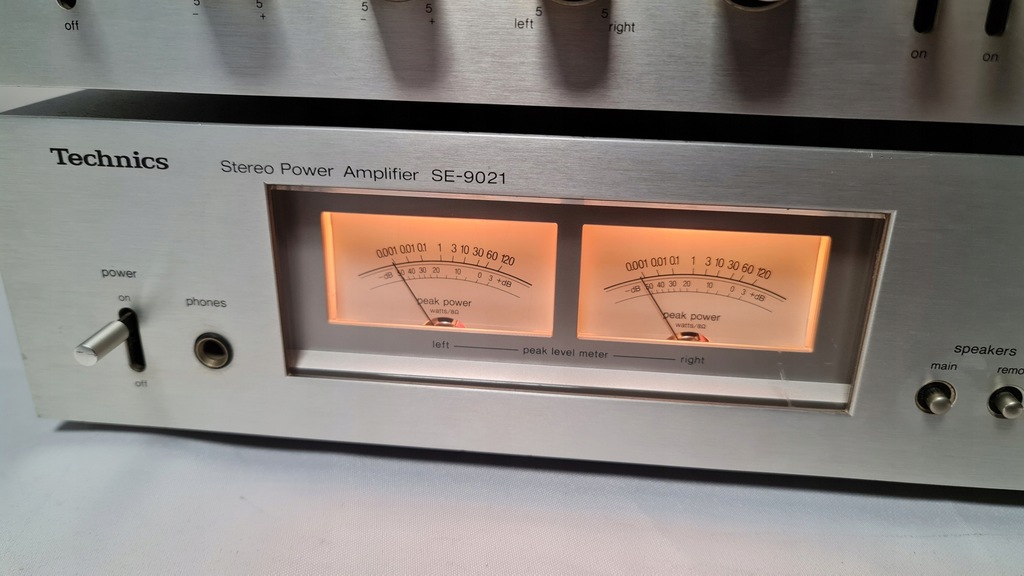 off
5 5
- +
5 5
- +
5 5
left right
on on
Technics
Stereo Power Amplifier SE-9021
power
on
off
phones
0.001 0.01 0.1 1 3 10 30 60 120
-dB 50 40 30 20 10 0 3 +dB
peak power
watts/8Ω
0.001 0.01 0.1 1 3 10 30 60 120
-dB 50 40 30 20 10 0 3 +dB
peak power
watts/8Ω
left peak level meter right
speakers
main remo